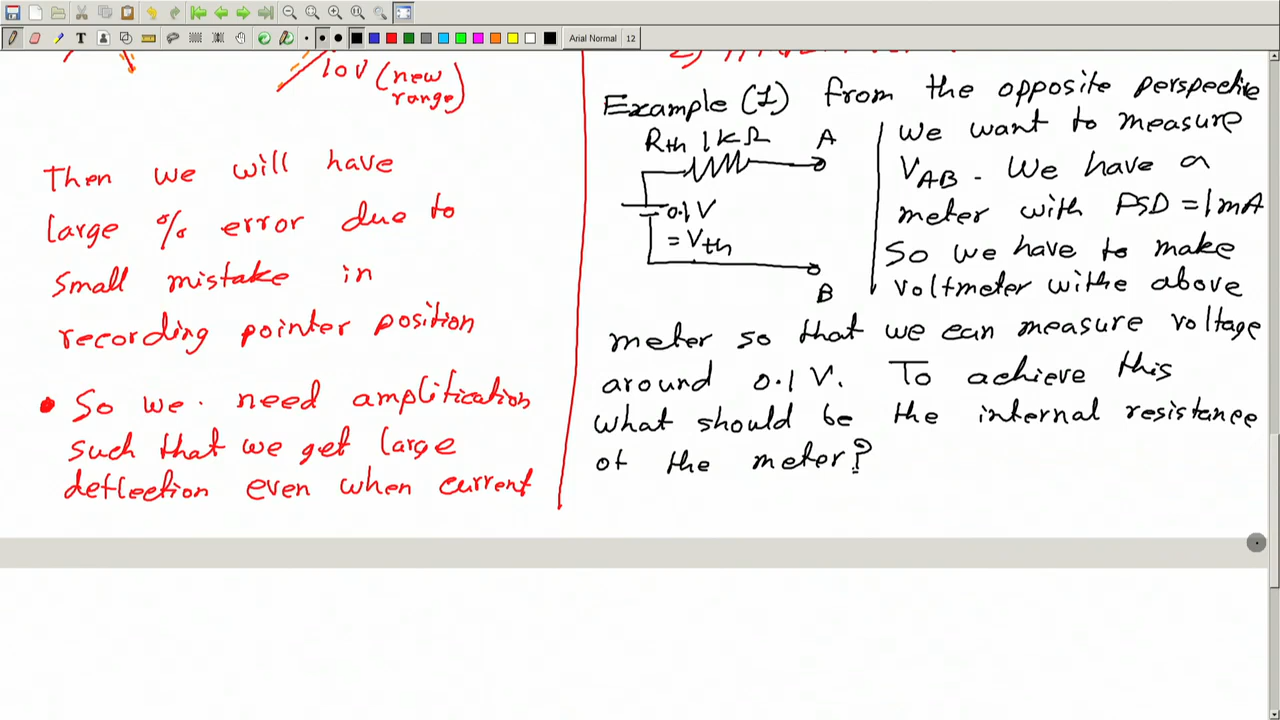 Arial Normal 12
10V (new
range)
Then we will have
large % error due to
small mistake in
recording pointer position
• So we need amplification
such that we get large
deflection even when current
Example (1) from the opposite perspective
Rth 1kΩ A
0.1V
= Vth
B
we want to measure
VAB. We have a
meter with FSD = 1mA
So we have to make
voltmeter withe above
meter so that we can measure voltage
around 0.1 V. To achieve this
what should be the internal resistance
of the meter?